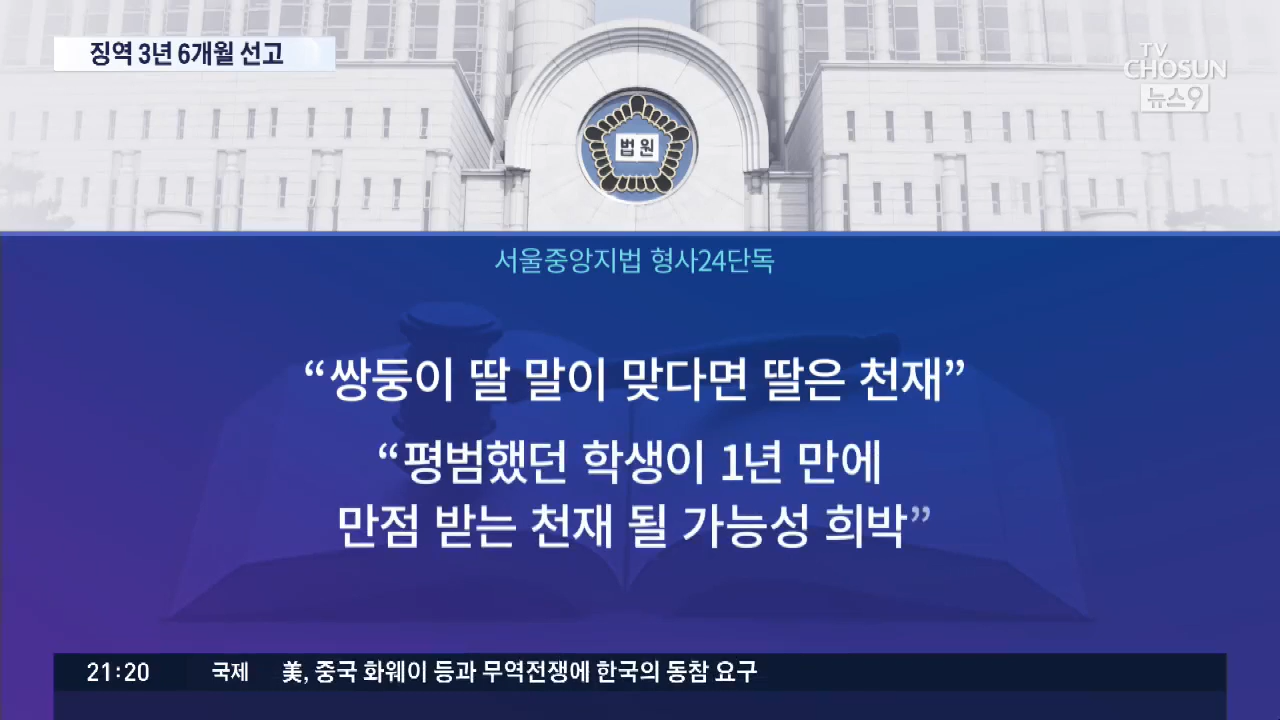 징역 3년 6개월 선고
TV
CHOSUN
뉴스9
법원
서울중앙지법 형사24단독
“쌍둥이 딸 말이 맞다면 딸은 천재”
“평범했던 학생이 1년 만에
만점 받는 천재 될 가능성 희박”
21:20 국제 美, 중국 화웨이 등과 무역전쟁에 한국의 동참 요구